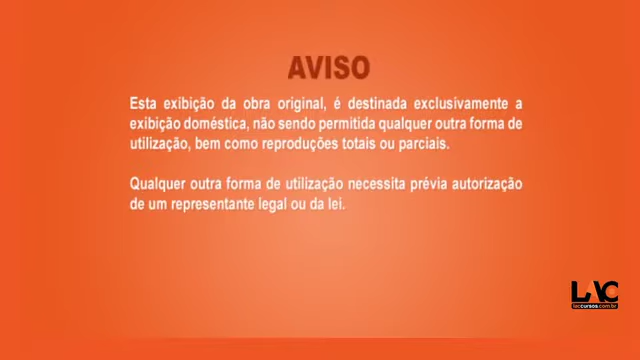 AVISO
Esta exibição da obra original, é destinada exclusivamente a
exibição doméstica, não sendo permitida qualquer outra forma de
utilização, bem como reproduções totais ou parciais.
Qualquer outra forma de utilização necessita prévia autorização
de um representante legal ou da lei.
LAC
laccursos.com.br